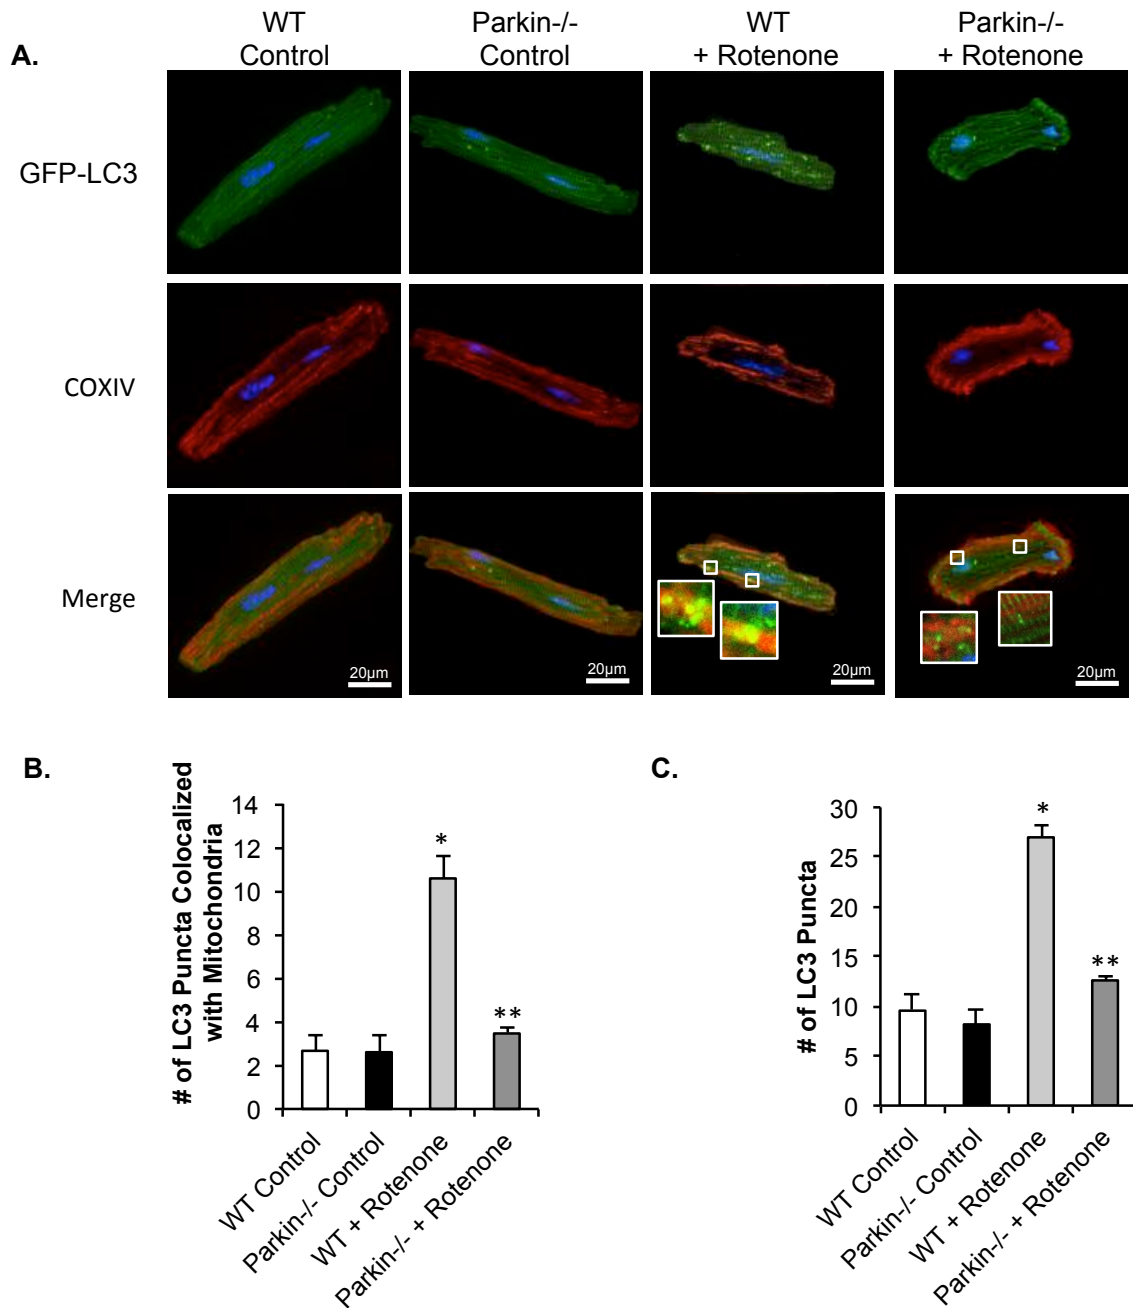 A.
WT
Control
Parkin-/-
Control
WT
+ Rotenone
Parkin-/-
+ Rotenone
GFP-LC3
COXIV
Merge
20µm
20µm
20µm
20µm
B.
# of LC3 Puncta Colocalized
with Mitochondria
14
12
10
8
6
4
2
0
*
**
WT Control
Parkin-/- Control
WT + Rotenone
Parkin-/- + Rotenone
C.
# of LC3 Puncta
30
25
20
15
10
5
0
*
**
WT Control
Parkin-/- Control
WT + Rotenone
Parkin-/- + Rotenone